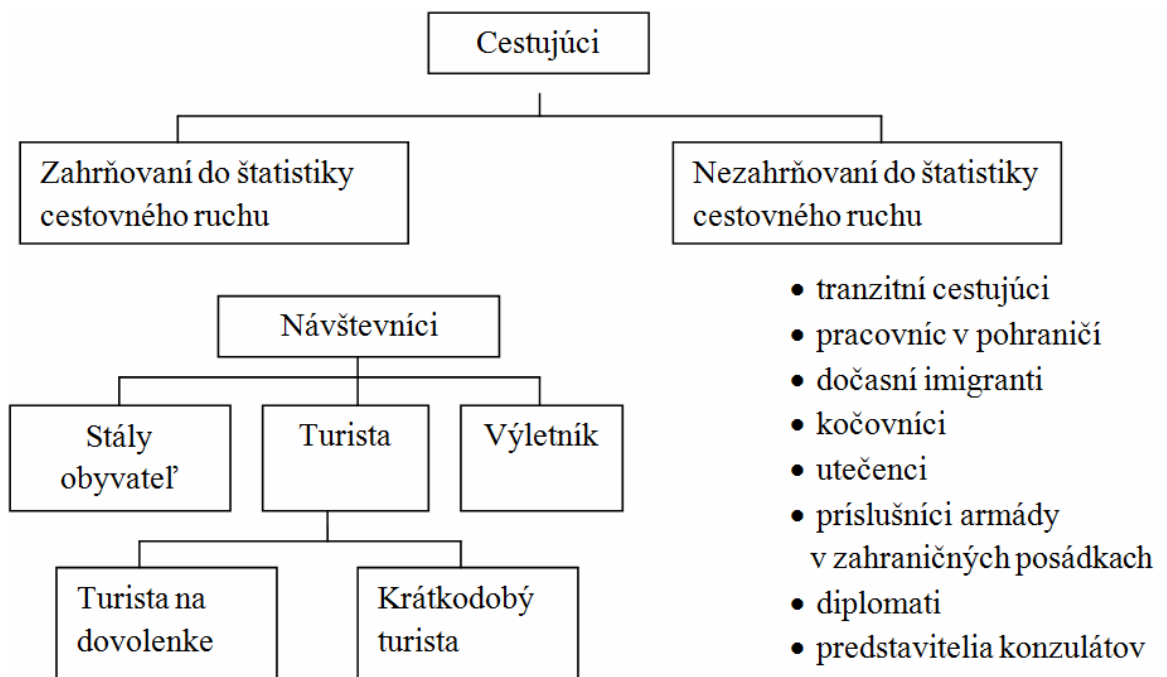 Cestujúci
Zahrňovaní do štatistiky
cestovného ruchu
Nezahrňovaní do štatistiky
cestovného ruchu
Návštevníci
Stály
obyvateľ
Turista
Výletník
Turista na
dovolenke
Krátkodobý
turista
• tranzitní cestujúci
• pracovníc v pohraničí
• dočasní imigranti
• kočovníci
• utečenci
• príslušníci armády
v zahraničných posádkach
• diplomati
• predstavitelia konzulátov